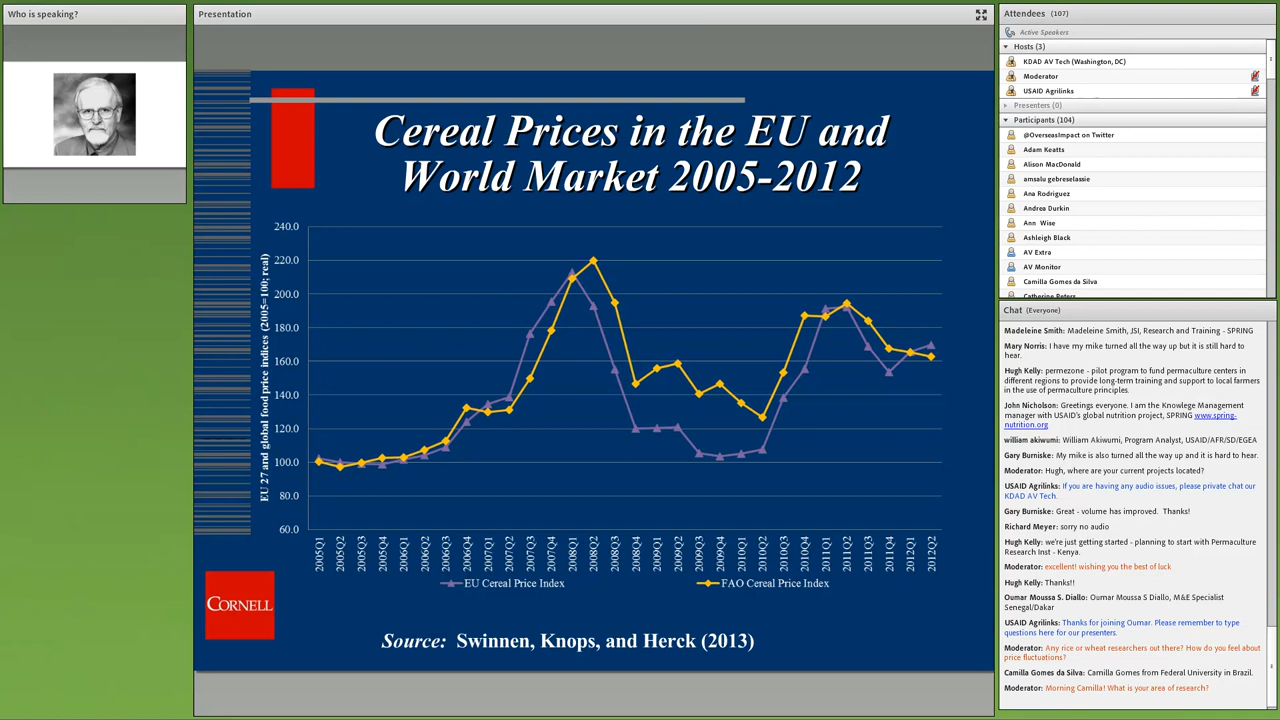 Who is speaking?
Presentation
Cereal Prices in the EU and
World Market 2005-2012
EU 27 and global food price indices (2005=100; real)
240.0
220.0
200.0
180.0
160.0
140.0
120.0
100.0
80.0
60.0
2005Q1
2005Q2
2005Q3
2005Q4
2006Q1
2006Q2
2006Q3
2006Q4
2007Q1
2007Q2
2007Q3
2007Q4
2008Q1
2008Q2
2008Q3
2008Q4
2009Q1
2009Q2
2009Q3
2009Q4
2010Q1
2010Q2
2010Q3
2010Q4
2011Q1
2011Q2
2011Q3
2011Q4
2012Q1
2012Q2
EU Cereal Price Index
FAO Cereal Price Index
CORNELL
Source: Swinnen, Knops, and Herck (2013)
Attendees (107)
Active Speakers
Hosts (3)
KDAD AV Tech (Washington, DC)
Moderator
USAID Agrilinks
Presenters (0)
Participants (104)
@OverseasImpact on Twitter
Adam Keatts
Alison MacDonald
amsalu gebreselassie
Ana Rodriguez
Andrea Durkin
Ann Wise
Ashleigh Black
AV Extra
AV Monitor
Camilla Gomes da Silva
Catherine Peters
Chat (Everyone)
Madeleine Smith: Madeleine Smith, JSI, Research and Training - SPRING
Mary Norris: I have my mike turned all the way up but it is still hard to
hear.
Hugh Kelly: permezone - pilot program to fund permaculture centers in
different regions to provide long-term training and support to local farmers
in the use of permaculture principles.
John Nicholson: Greetings everyone. I am the Knowlege Management
manager with USAID's global nutrition project, SPRING www.spring-
nutrition.org
william akiwumi: William Akiwumi, Program Analyst, USAID/AFR/SD/EGEA
Gary Burniske: My mike is also turned all the way up and it is hard to hear.
Moderator: Hugh, where are your current projects located?
USAID Agrilinks: If you are having any audio issues, please private chat our
KDAD AV Tech.
Gary Burniske: Great - volume has improved. Thanks!
Richard Meyer: sorry no audio
Hugh Kelly: we're just getting started - planning to start with Permaculture
Research Inst - Kenya.
Moderator: excellent! wishing you the best of luck
Hugh Kelly: Thanks!!
Oumar Moussa S. Diallo: Oumar Moussa S Diallo, M&E Specialist
Senegal/Dakar
USAID Agrilinks: Thanks for joining Oumar. Please remember to type
questions here for our presenters.
Moderator: Any rice or wheat researchers out there? How do you feel about
price fluctuations?
Camilla Gomes da Silva: Camilla Gomes from Federal University in Brazil.
Moderator: Morning Camilla! What is your area of research?